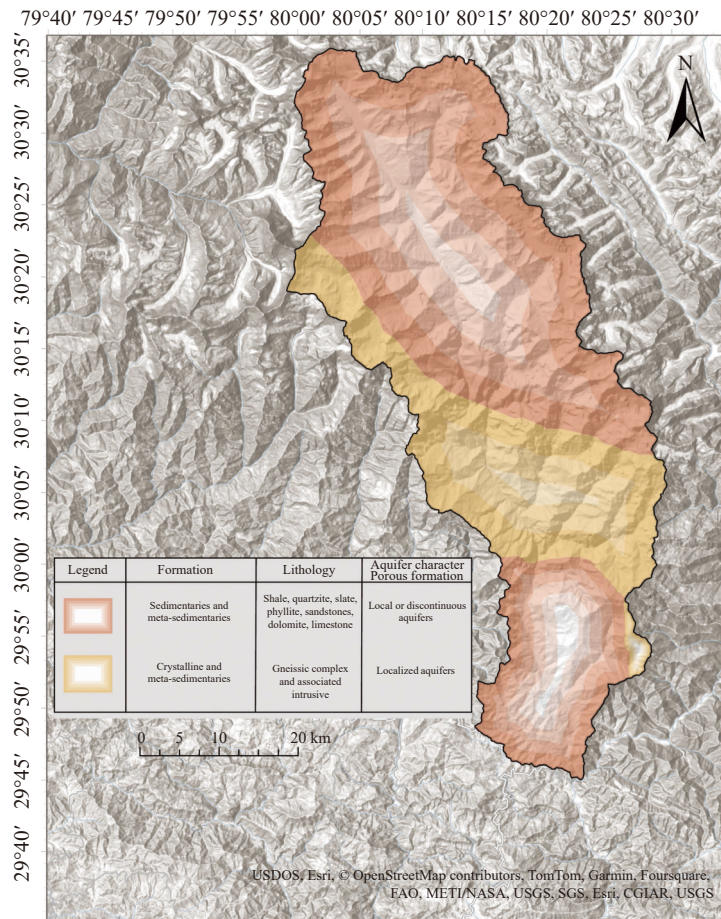 79°40′ 79°45′ 79°50′ 79°55′ 80°00′ 80°05′ 80°10′ 80°15′ 80°20′ 80°25′ 80°30′
30°35′
30°30′
30°25′
30°20′
30°15′
30°10′
30°05′
30°00′
29°55′
29°50′
29°45′
29°40′
N
Legend Formation Lithology Aquifer character
Porous formation
Sedimentaries and
meta-sedimentaries
Shale, quartzite, slate,
phyllite, sandstones,
dolomite, limestone
Local or discontinuous
aquifers
Crystalline and
meta-sedimentaries
Gneissic complex
and associated
intrusive
Localized aquifers
0 5 10 20 km
USDOS, Esri, © OpenStreetMap contributors, TomTom, Garmin, Foursquare,
FAO, METI/NASA, USGS, SGS, Esri, CGIAR, USGS